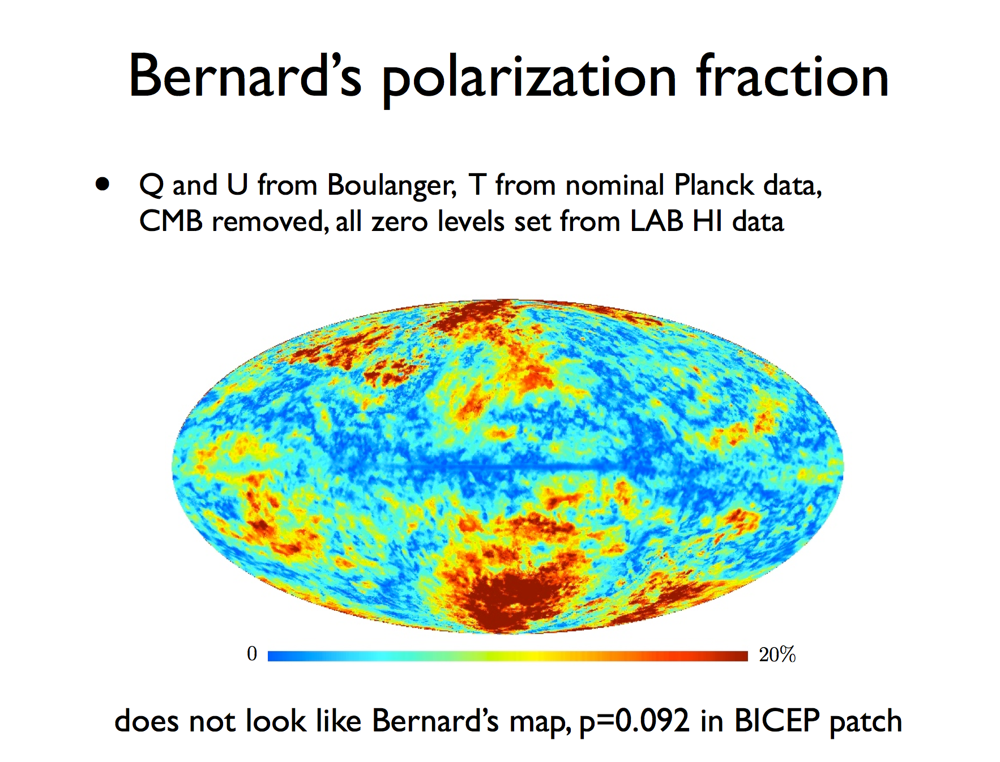 Bernard’s polarization fraction
• Q and U from Boulanger, T from nominal Planck data,
CMB removed, all zero levels set from LAB HI data
0 20%
does not look like Bernard’s map, p=0.092 in BICEP patch